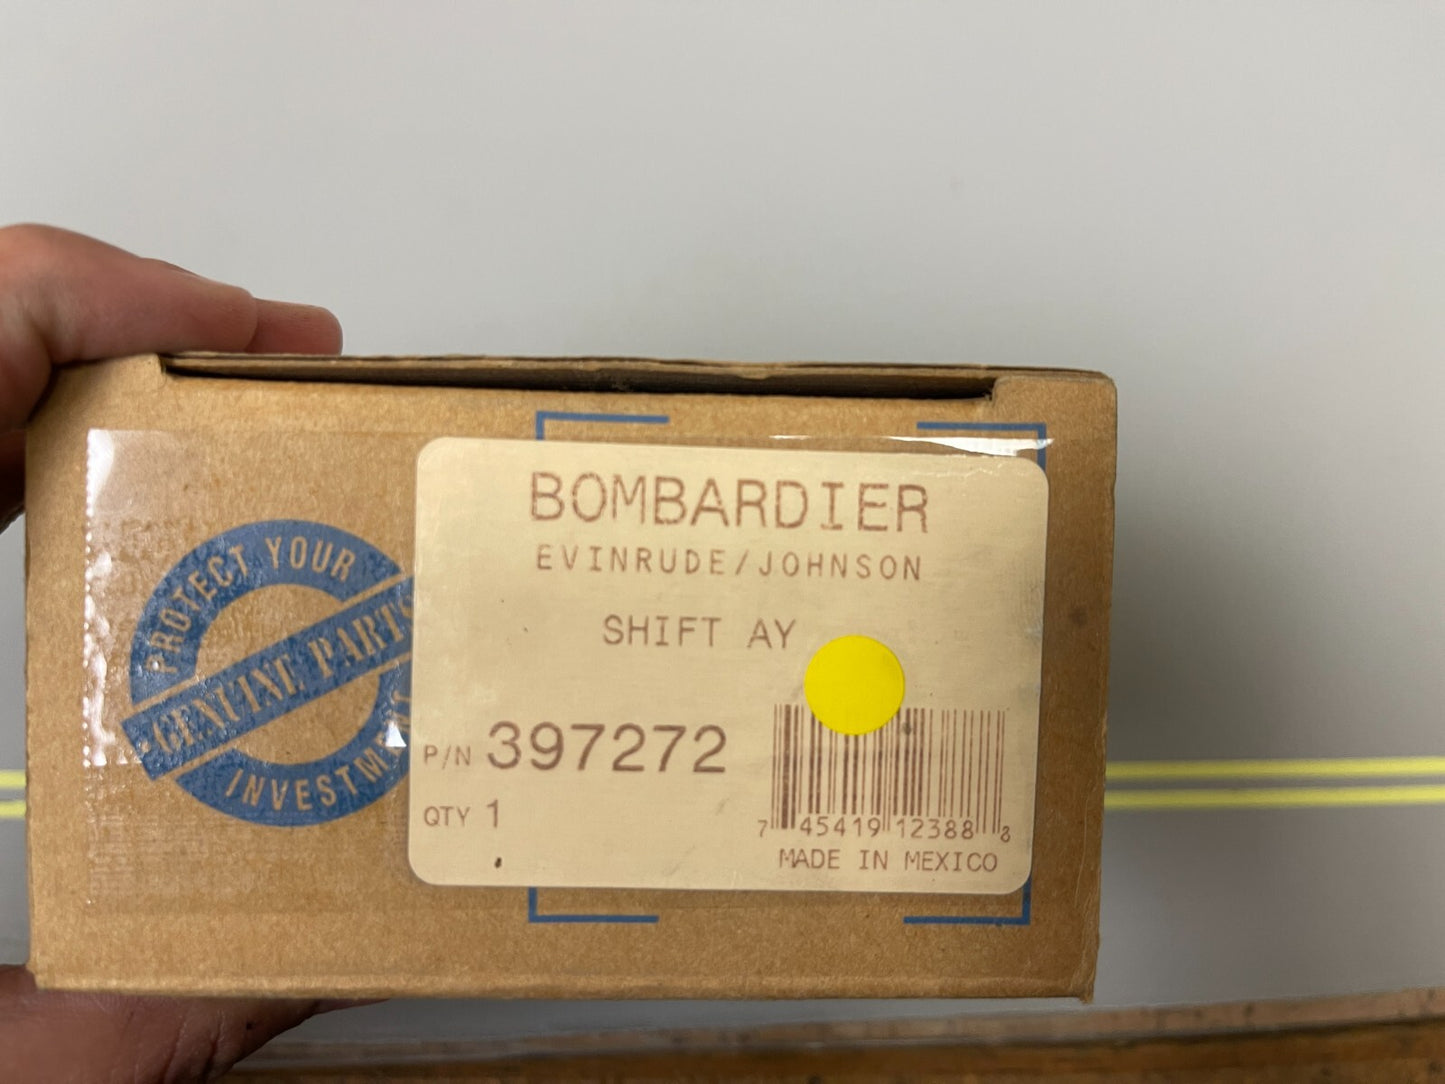 PROTECT YOUR
GENUINE PARTS
INVESTMENT
BOMBARDIER
EVINRUDE/JOHNSON
SHIFT AY
P/N 397272
QTY 1
7 45419 12388 8
MADE IN MEXICO